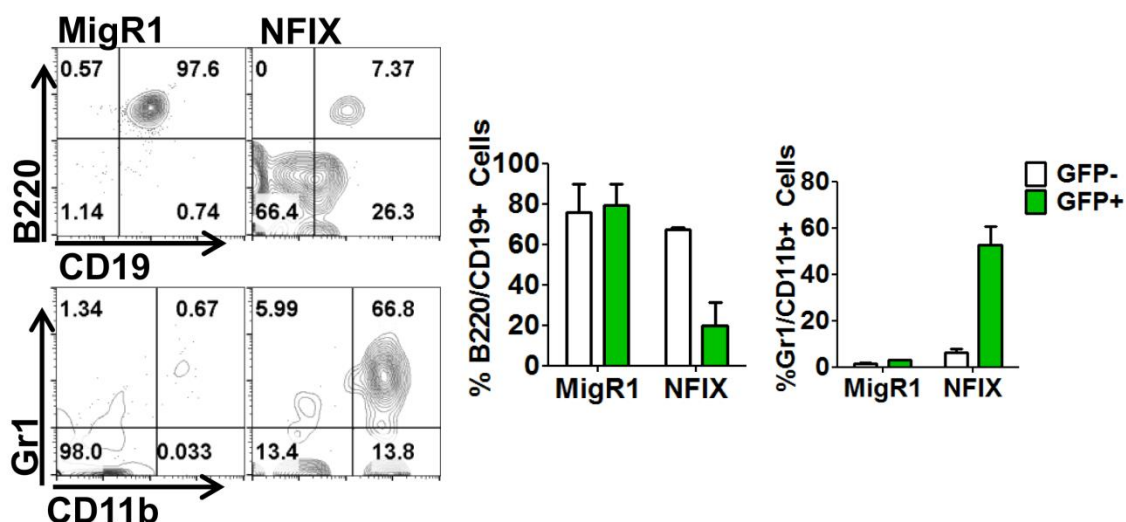 MigR1 NFIX
0.57 97.6 0 7.37
B220
1.14 0.74 66.4 26.3
CD19
1.34 0.67 5.99 66.8
Gr1
98.0 0.033 13.4 13.8
CD11b
% B220/CD19+ Cells
100
80
60
40
20
0
MigR1 NFIX
%Gr1/CD11b+ Cells
80
60
40
20
0
MigR1 NFIX
GFP-
GFP+